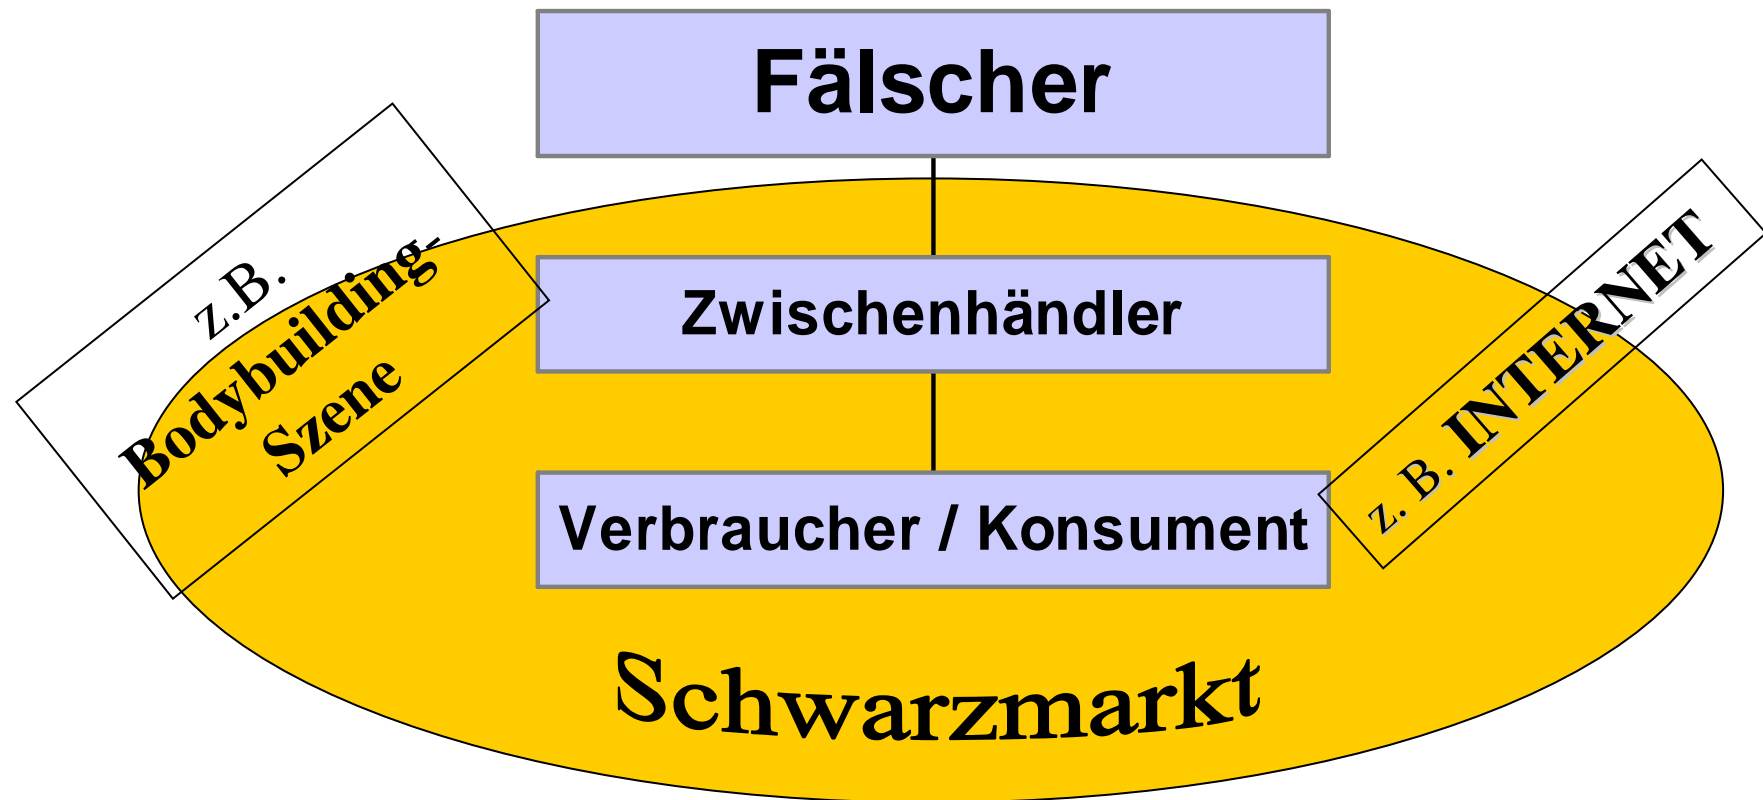 Fälscher
z.B.
Bodybuilding-
Szene
Zwischenhändler
z. B. INTERNET
Verbraucher / Konsument
Schwarzmarkt